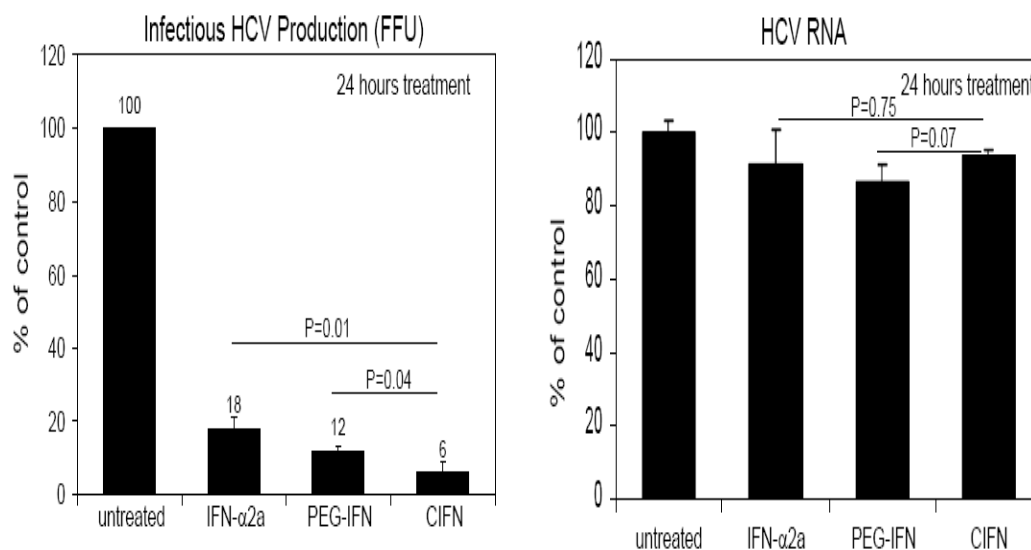 Infectious HCV Production (FFU)
120
24 hours treatment
100
100
80
60
P=0.01
40
P=0.04
18
20
12
6
0
untreated IFN-α2a PEG-IFN CIFN
% of control
HCV RNA
120
24 hours treatment
P=0.75
100
P=0.07
80
60
40
20
0
untreated IFN-α2a PEG-IFN CIFN
% of control